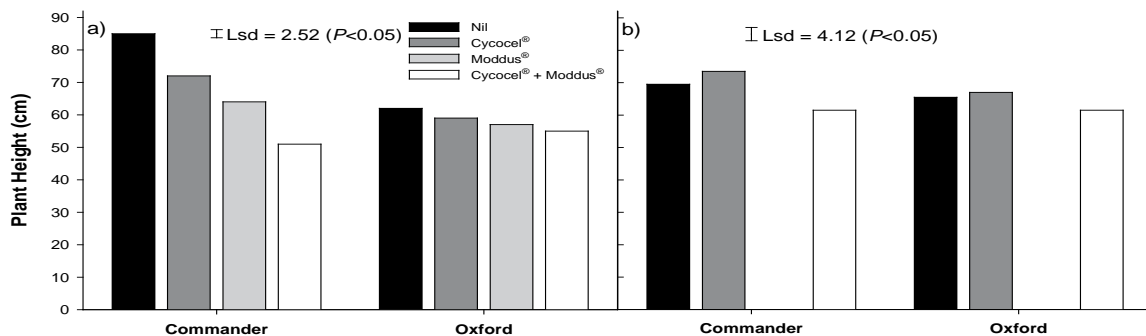 90
80
70
60
50
40
30
20
10
0
Plant Height (cm)
a)
Lsd = 2.52 (P<0.05)
Nil
Cycocel®
Moddus®
Cycocel® + Moddus®
Commander
Oxford
b)
Lsd = 4.12 (P<0.05)
Commander
Oxford